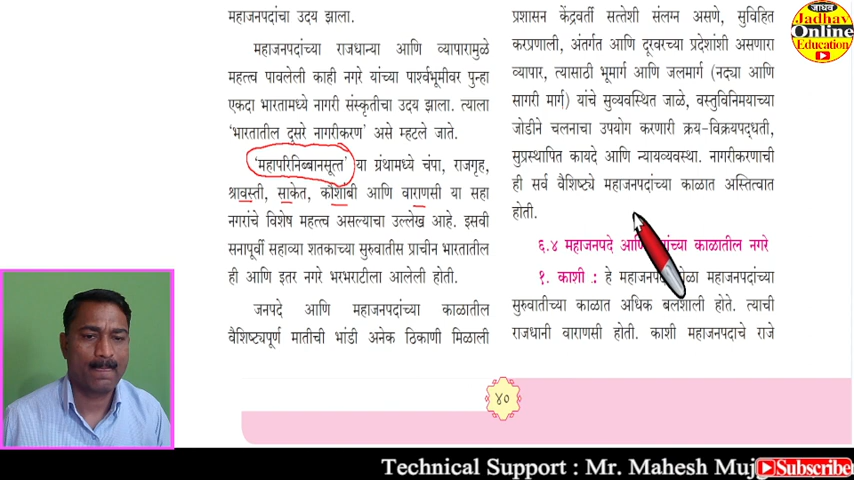 महाजनपदांचा उदय झाला.
महाजनपदांच्या राजधान्या आणि व्यापारामुळे
महत्त्व पावलेली काही नगरे यांच्या पार्श्वभूमीवर पुन्हा
एकदा भारतामध्ये नागरी संस्कृतीचा उदय झाला. त्याला
'भारतातील दुसरे नागरीकरण' असे म्हटले जाते.
'महापरिनिब्बानसूत्त' या ग्रंथामध्ये चंपा, राजगृह,
श्रावस्ती, साकेत, कौशांबी आणि वाराणसी या सहा
नगरांचे विशेष महत्त्व असल्याचा उल्लेख आहे. इसवी
सनापूर्वी सहाव्या शतकाच्या सुरुवातीस प्राचीन भारतातील
ही आणि इतर नगरे भरभराटीला आलेली होती.
जनपदे आणि महाजनपदांच्या काळातील
वैशिष्ट्यपूर्ण मातीची भांडी अनेक ठिकाणी मिळाली
प्रशासन केंद्रवर्ती सत्तेशी संलग्न असणे, सुविहित
करप्रणाली, अंतर्गत आणि दूरवरच्या प्रदेशांशी असणारा
व्यापार, त्यासाठी भूमार्ग आणि जलमार्ग (नद्या आणि
सागरी मार्ग) यांचे सुव्यवस्थित जाळे, वस्तुविनिमयाच्या
जोडीने चलनाचा उपयोग करणारी क्रय-विक्रयपद्धती,
सुप्रस्थापित कायदे आणि न्यायव्यवस्था. नागरीकरणाची
ही सर्व वैशिष्ट्ये महाजनपदांच्या काळात अस्तित्वात
होती.
६.४ महाजनपदे आणि काळातील नगरे
१. काशी : हे महाजनपदांच्या
सुरुवातीच्या काळात अधिक बलशाली होते. त्याची
राजधानी वाराणसी होती. काशी महाजनपदाचे राजे
४०
जाधव
Jadhav
Online
Education
Technical Support : Mr. Mahesh Muj
Subscribe